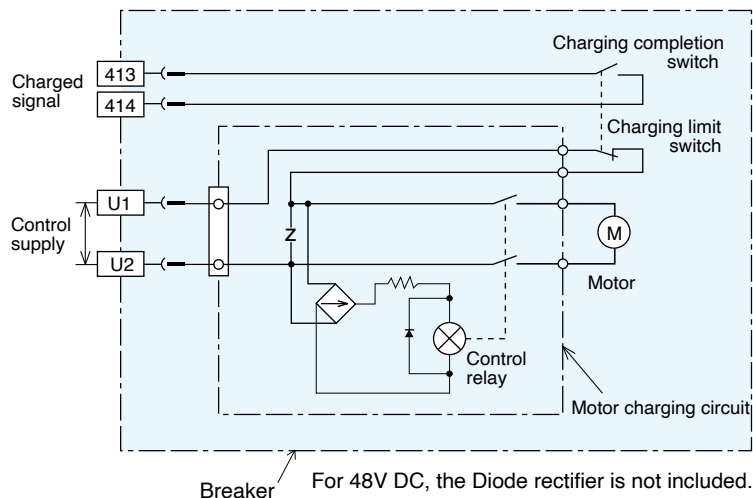 Charging completion
switch
413
Charged
signal
414
Charging limit
switch
U1
Control
supply
U2
Z
M
Motor
Control
relay
Motor charging circuit
Breaker
For 48V DC, the Diode rectifier is not included.